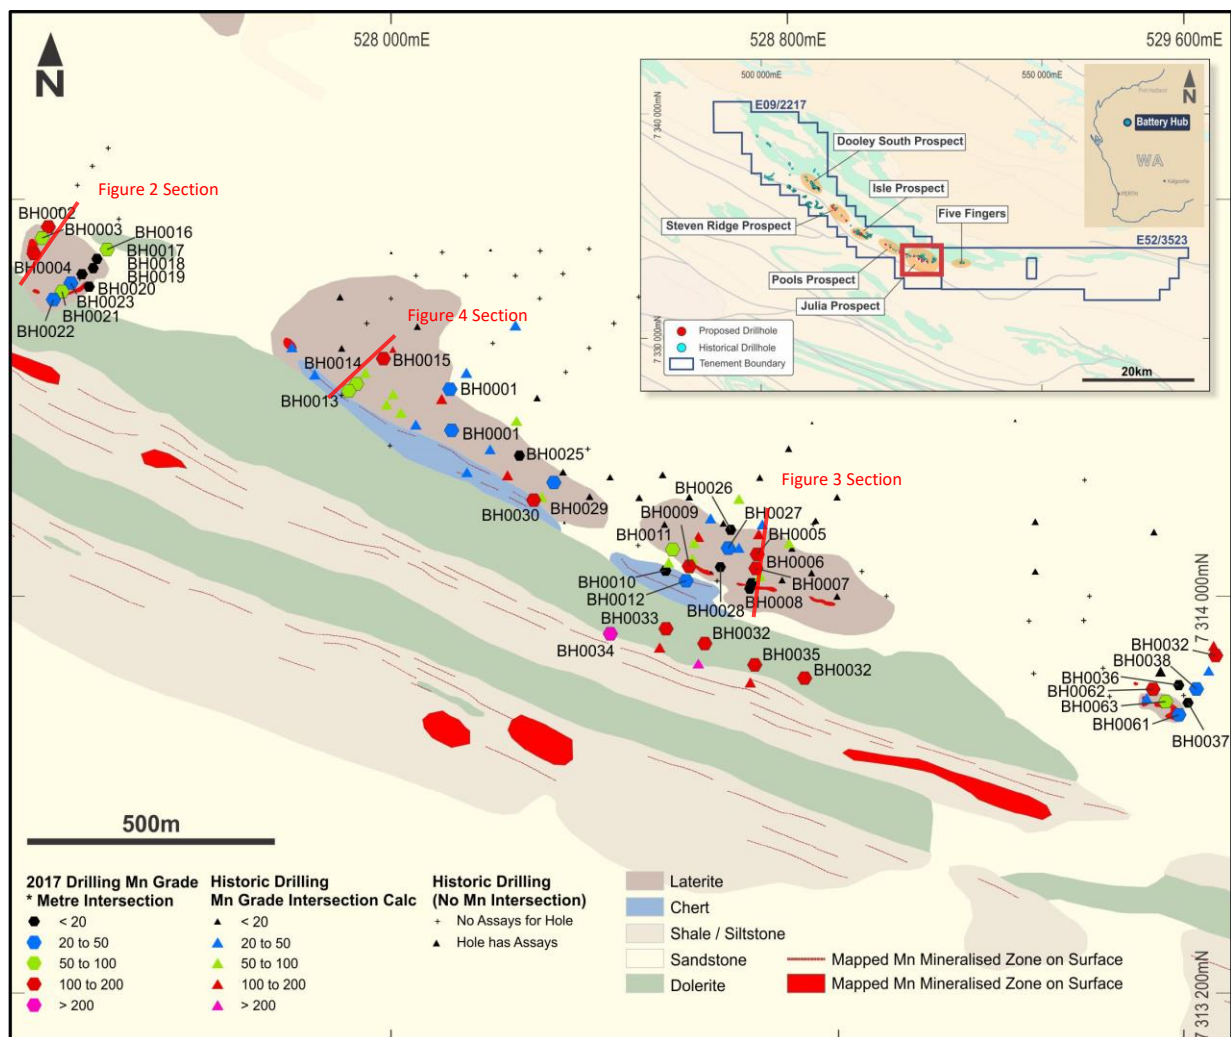 528 000mE
528 800mE
529 600mE
N
500 000mE
550 000mE
7 340 000mN
7 330 000mN
E09/2217
Dooley South Prospect
Isle Prospect
Steven Ridge Prospect
Five Fingers
E52/3523
Pools Prospect
Julia Prospect
Proposed Drillhole
Historical Drillhole
Tenement Boundary
20km
N
Port Hedland
Battery Hub
WA
Kalgoorlie
PERTH
Figure 2 Section
BH0002
BH0003
BH0016
BH0004
BH0017
BH0018
BH0019
BH0020
BH0023
BH0021
BH0022
Figure 4 Section
BH0014
BH0015
BH0013
BH0001
BH0001
BH0025
BH0029
BH0030
Figure 3 Section
BH0026
BH0009
BH0027
BH0011
BH0005
BH0006
BH0007
BH0010
BH0012
BH0028
BH0008
BH0033
BH0032
BH0034
BH0035
BH0032
7 314 000mN
BH0032
BH0038
BH0036
BH0062
BH0063
BH0061
BH0037
500m
2017 Drilling Mn Grade
* Metre Intersection
< 20
20 to 50
50 to 100
100 to 200
> 200
Historic Drilling
Mn Grade Intersection Calc
< 20
20 to 50
50 to 100
100 to 200
> 200
Historic Drilling
(No Mn Intersection)
No Assays for Hole
Hole has Assays
Laterite
Chert
Shale / Siltstone
Sandstone
Dolerite
Mapped Mn Mineralised Zone on Surface
Mapped Mn Mineralised Zone on Surface
7 313 200mN